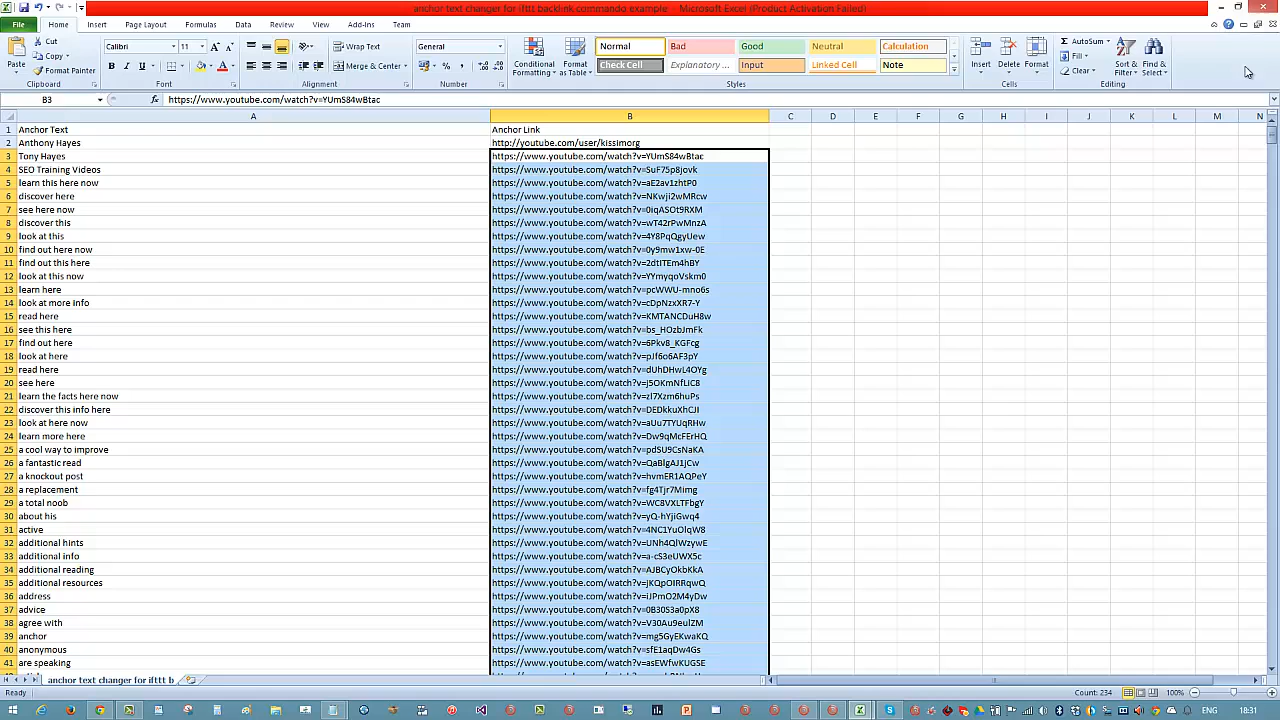 anchor text changer for ifttt backlink commando example - Microsoft Excel (Product Activation Failed)
File Home Insert Page Layout Formulas Data Review View Add-Ins Team
Paste Cut Copy Format Painter Clipboard
Calibri 11 B I U A Font
Wrap Text Merge & Center Alignment
General % , Number
Conditional Formatting Format as Table
Normal Bad Good Neutral Calculation
Check Cell Explanatory ... Input Linked Cell Note
Styles
Insert Delete Format Cells
AutoSum Fill Clear Sort & Filter Find & Select Editing
B3 fx https://www.youtube.com/watch?v=YUmS84wBtac
A B C D E F G H I J K L M N
1 Anchor Text Anchor Link
2 Anthony Hayes http://youtube.com/user/kissimorg
3 Tony Hayes https://www.youtube.com/watch?v=YUmS84wBtac
4 SEO Training Videos https://www.youtube.com/watch?v=SuF75p8jovk
5 learn this here now https://www.youtube.com/watch?v=aE2av1zhtP0
6 discover here https://www.youtube.com/watch?v=NKwji2wMRcw
7 see here now https://www.youtube.com/watch?v=0iqASOt9RXM
8 discover this https://www.youtube.com/watch?v=wT42rPwMnzA
9 look at this https://www.youtube.com/watch?v=4Y8PqQgyUew
10 find out here now https://www.youtube.com/watch?v=0y9mw1xw-0E
11 find out this here https://www.youtube.com/watch?v=2dtITEm4hBY
12 look at this now https://www.youtube.com/watch?v=YYmyqoVskm0
13 learn here https://www.youtube.com/watch?v=pcWWU-mno6s
14 look at more info https://www.youtube.com/watch?v=cDpNzxXR7-Y
15 read here https://www.youtube.com/watch?v=KMTANCDuH8w
16 see this here https://www.youtube.com/watch?v=bs_HOzbJmFk
17 find out here https://www.youtube.com/watch?v=6Pkv8_KGFcg
18 look at here https://www.youtube.com/watch?v=pJf6o6AF3pY
19 read here https://www.youtube.com/watch?v=dUhDHwL4OYg
20 see here https://www.youtube.com/watch?v=j5OKmNfLIC8
21 learn the facts here now https://www.youtube.com/watch?v=zl7Xzm6huPs
22 discover this info here https://www.youtube.com/watch?v=DEDkkuXhCJI
23 look at here now https://www.youtube.com/watch?v=aUu7TYUqRHw
24 learn more here https://www.youtube.com/watch?v=Dw9qMcFErHQ
25 a cool way to improve https://www.youtube.com/watch?v=pdSU9CsNaKA
26 a fantastic read https://www.youtube.com/watch?v=QaBlgAJ1jCw
27 a knockout post https://www.youtube.com/watch?v=hvmER1AQPeY
28 a replacement https://www.youtube.com/watch?v=fg4Tjr7Mimg
29 a total noob https://www.youtube.com/watch?v=WC8VXLTFbgY
30 about his https://www.youtube.com/watch?v=yQ-hYjiGwq4
31 active https://www.youtube.com/watch?v=4NC1YuOlqW8
32 additional hints https://www.youtube.com/watch?v=UNh4QlWzywE
33 additional info https://www.youtube.com/watch?v=a-cS3eUWX5c
34 additional reading https://www.youtube.com/watch?v=AJBCyOkbKkA
35 additional resources https://www.youtube.com/watch?v=jKQpOIRRqwQ
36 address https://www.youtube.com/watch?v=iJPmO2M4yDw
37 advice https://www.youtube.com/watch?v=0B30S3a0pX8
38 agree with https://www.youtube.com/watch?v=V30Au9eulZM
39 anchor https://www.youtube.com/watch?v=mg5GyEKwaKQ
40 anonymous https://www.youtube.com/watch?v=sfE1aqDw4Gs
41 are speaking https://www.youtube.com/watch?v=asEWfwKUGSE
anchor text changer for ifttt b
Ready Count: 234 100%
ENG 18:31